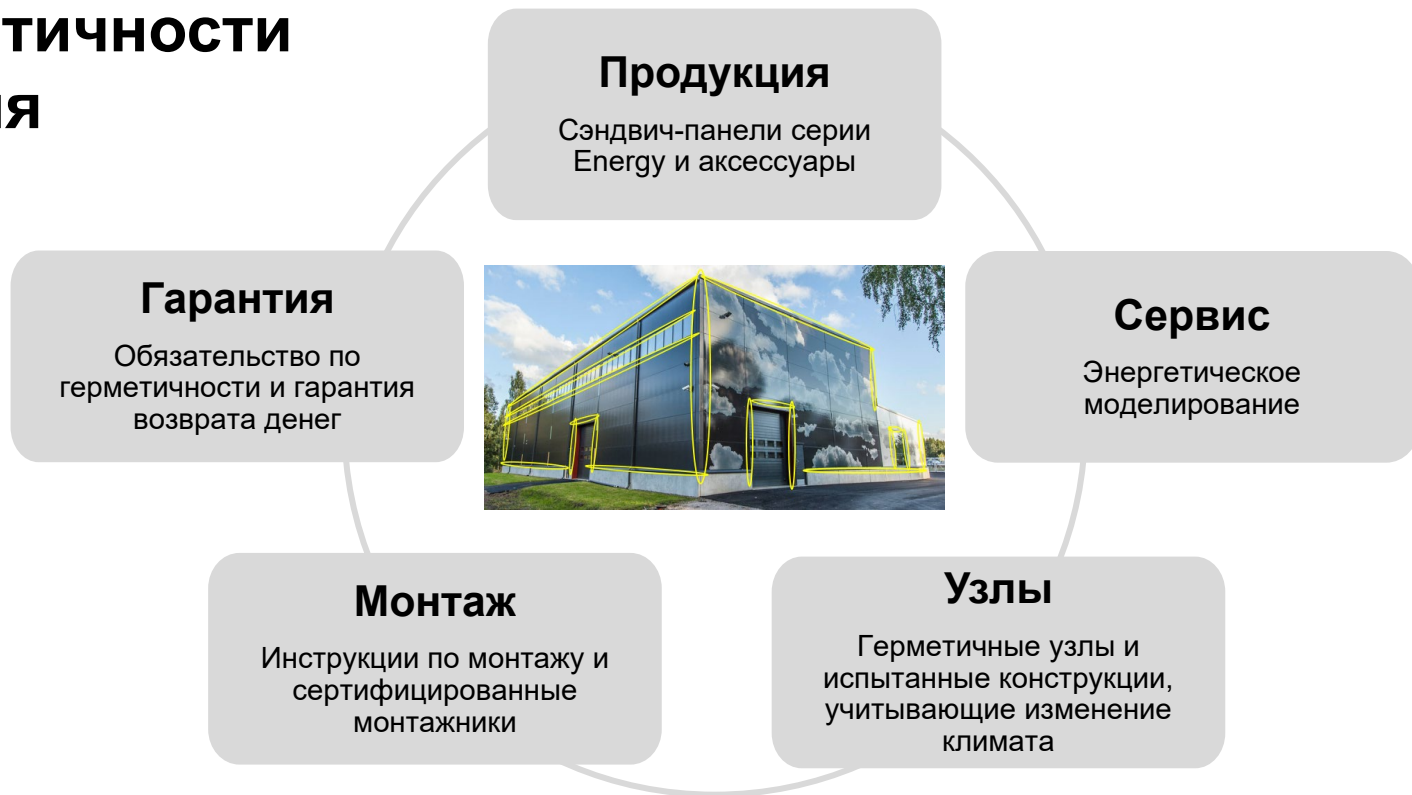 тичности
ия
Продукция
Сэндвич-панели серии
Energy и аксессуары
Гарантия
Обязательство по
герметичности и гарантия
возврата денег
Сервис
Энергетическое
моделирование
Монтаж
Инструкции по монтажу и
сертифицированные
монтажники
Узлы
Герметичные узлы и
испытанные конструкции,
учитывающие изменение
климата